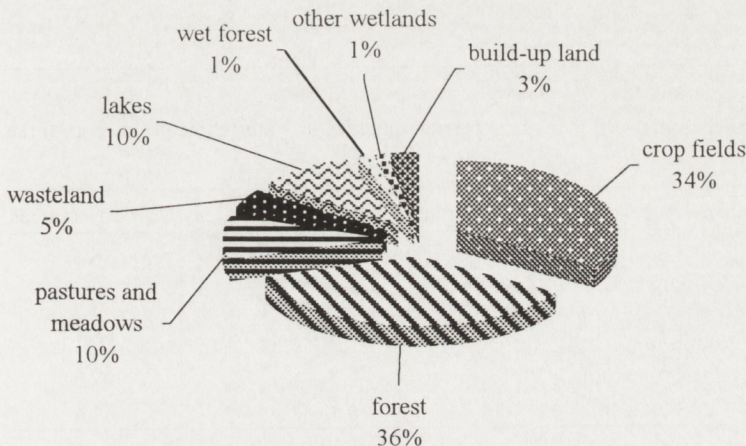 other wetlands
1%
wet forest
1%
build-up land
3%
lakes
10%
crop fields
34%
wasteland
5%
pastures and
meadows
10%
forest
36%